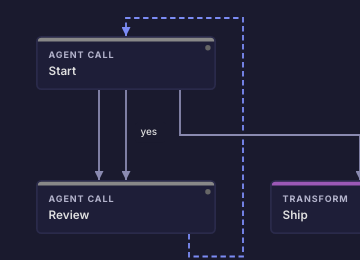 AGENT CALL
Start
yes
AGENT CALL
Review
TRANSFORM
Ship